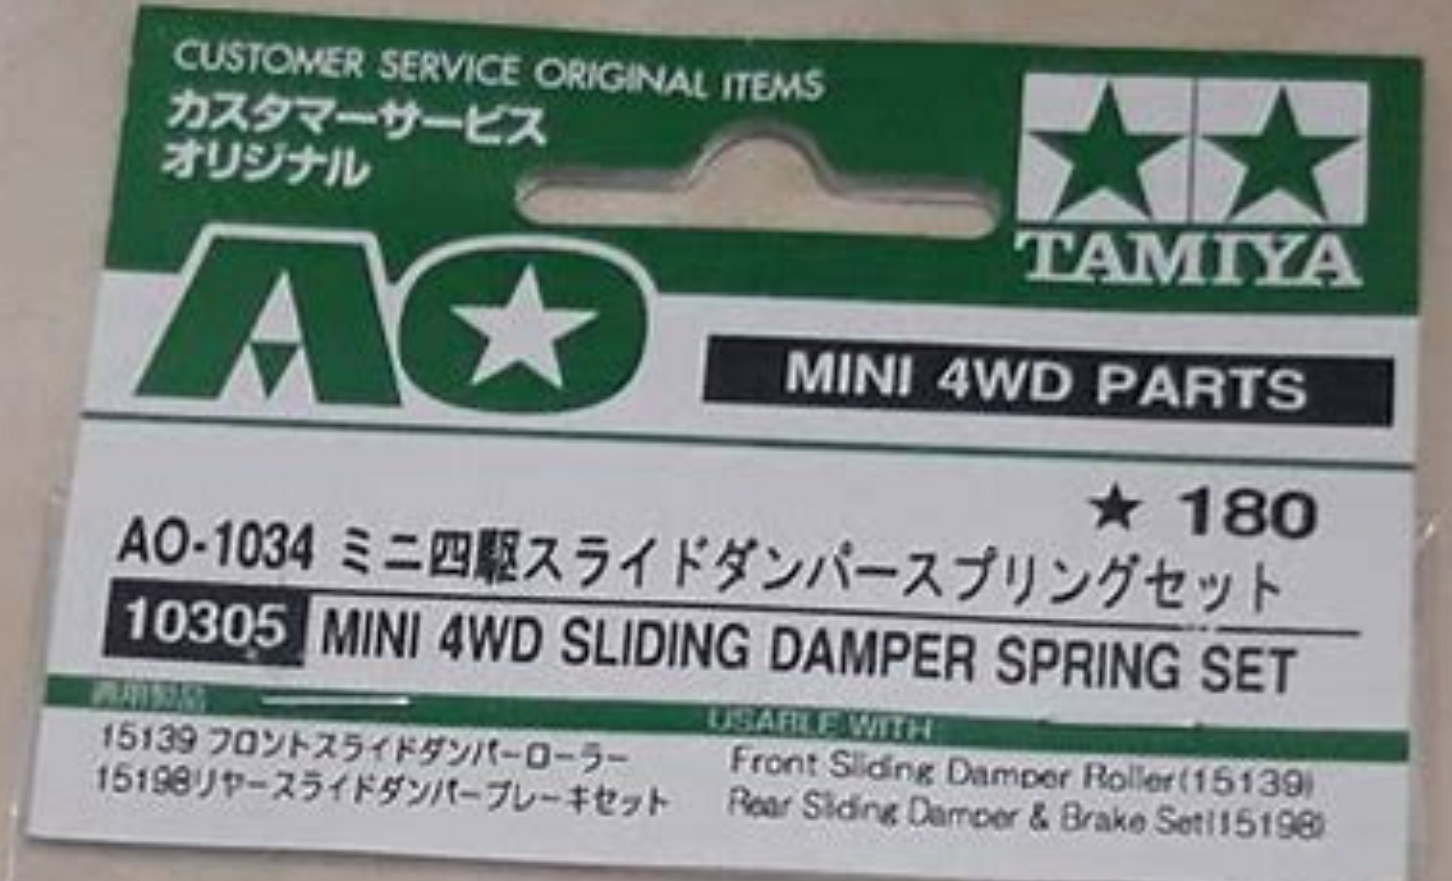 CUSTOMER SERVICE ORIGINAL ITEMS
カスタマーサービス
オリジナル
TAMIYA
AO
MINI 4WD PARTS
★ 180
AO-1034 ミニ四駆スライドダンパースプリングセット
10305 MINI 4WD SLIDING DAMPER SPRING SET
適用製品
15139 フロントスライドダンパーローラー
15198リヤースライドダンパーブレーキセット
USABLE WITH
Front Sliding Damper Roller(15139)
Rear Sliding Damper & Brake Set(15198)